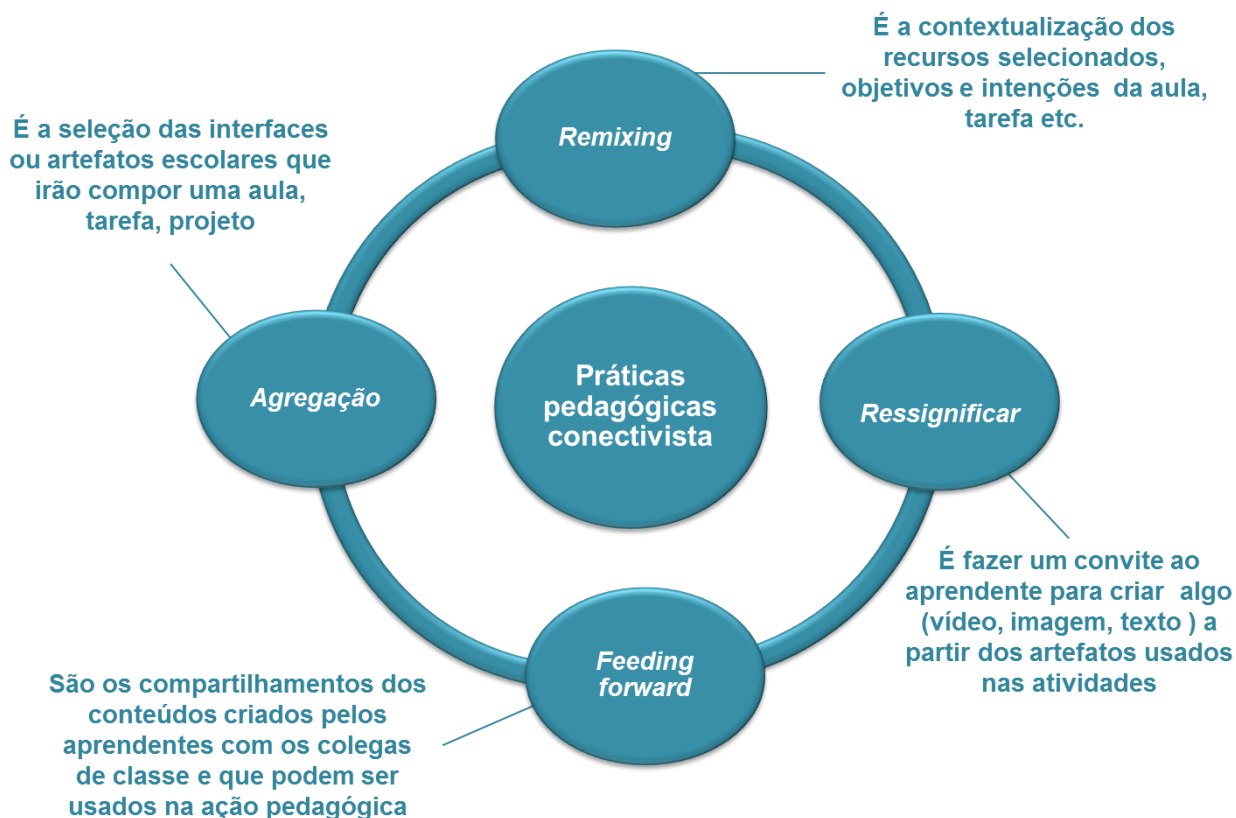 É a contextualização dos
recursos selecionados,
objetivos e intenções da aula,
tarefa etc.
Remixing
É a seleção das interfaces
ou artefatos escolares que
irão compor uma aula,
tarefa, projeto
Agregação
Práticas
pedagógicas
conectivista
Ressignificar
É fazer um convite ao
aprendente para criar algo
(vídeo, imagem, texto ) a
partir dos artefatos usados
nas atividades
Feeding
forward
São os compartilhamentos dos
conteúdos criados pelos
aprendentes com os colegas
de classe e que podem ser
usados na ação pedagógica